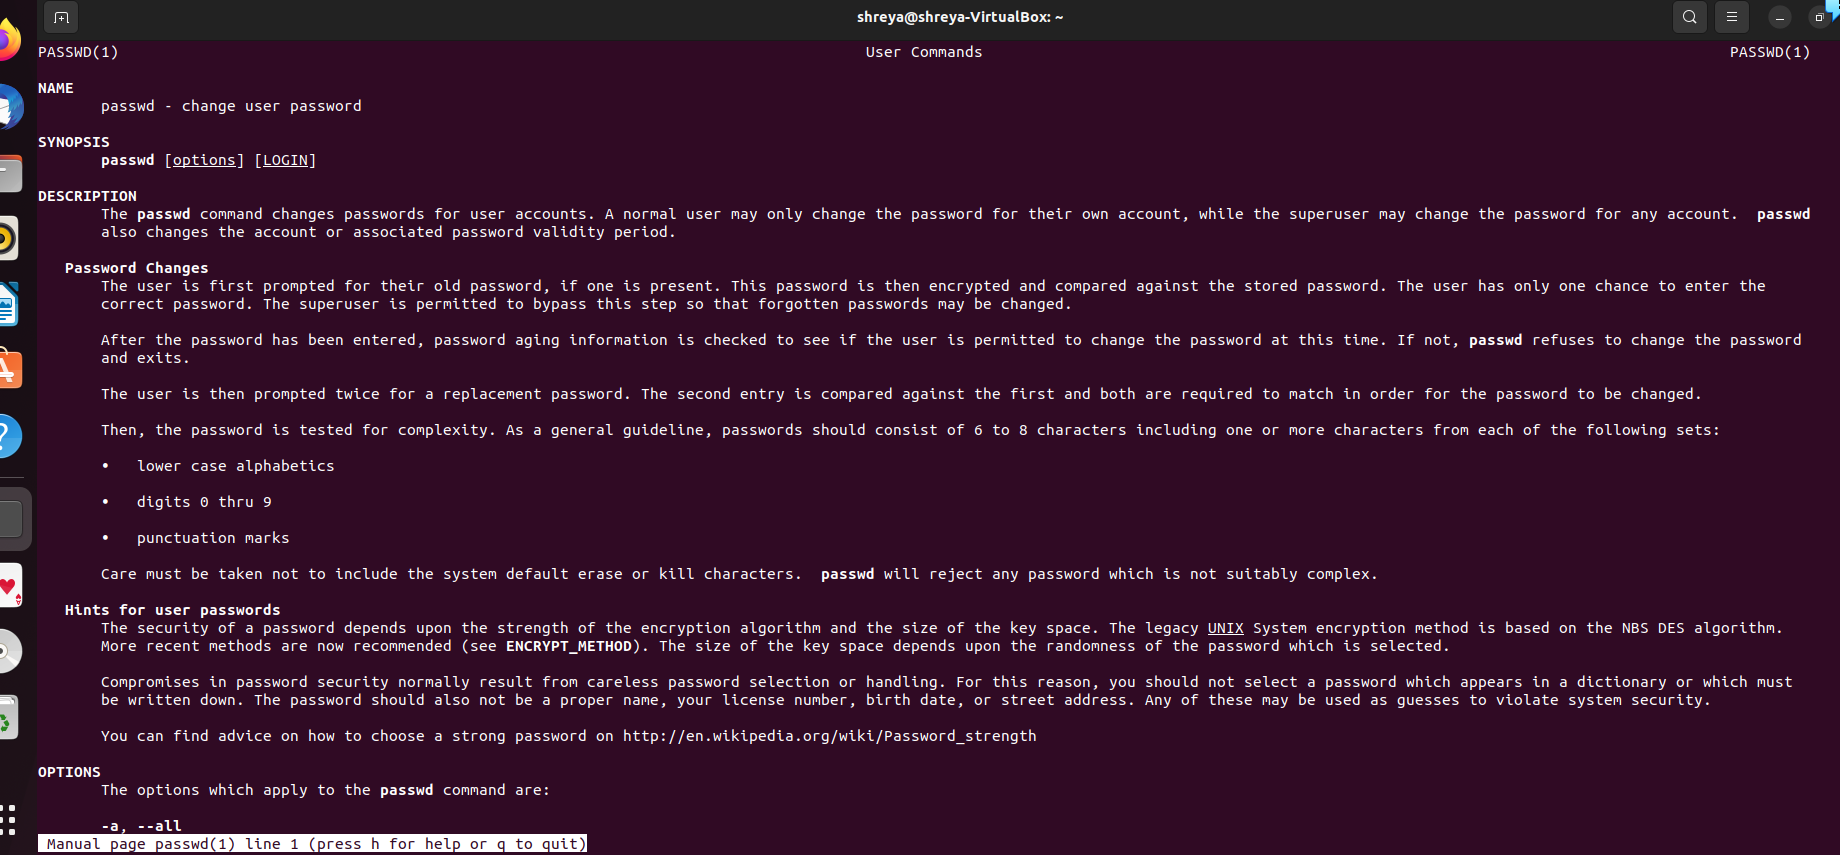 shreya@shreya-VirtualBox: ~
PASSWD(1) User Commands PASSWD(1)
NAME
passwd - change user password
SYNOPSIS
passwd [options] [LOGIN]
DESCRIPTION
The passwd command changes passwords for user accounts. A normal user may only change the password for their own account, while the superuser may change the password for any account. passwd
also changes the account or associated password validity period.
Password Changes
The user is first prompted for their old password, if one is present. This password is then encrypted and compared against the stored password. The user has only one chance to enter the
correct password. The superuser is permitted to bypass this step so that forgotten passwords may be changed.
After the password has been entered, password aging information is checked to see if the user is permitted to change the password at this time. If not, passwd refuses to change the password
and exits.
The user is then prompted twice for a replacement password. The second entry is compared against the first and both are required to match in order for the password to be changed.
Then, the password is tested for complexity. As a general guideline, passwords should consist of 6 to 8 characters including one or more characters from each of the following sets:
• lower case alphabetics
• digits 0 thru 9
• punctuation marks
Care must be taken not to include the system default erase or kill characters. passwd will reject any password which is not suitably complex.
Hints for user passwords
The security of a password depends upon the strength of the encryption algorithm and the size of the key space. The legacy UNIX System encryption method is based on the NBS DES algorithm.
More recent methods are now recommended (see ENCRYPT_METHOD). The size of the key space depends upon the randomness of the password which is selected.
Compromises in password security normally result from careless password selection or handling. For this reason, you should not select a password which appears in a dictionary or which must
be written down. The password should also not be a proper name, your license number, birth date, or street address. Any of these may be used as guesses to violate system security.
You can find advice on how to choose a strong password on http://en.wikipedia.org/wiki/Password_strength
OPTIONS
The options which apply to the passwd command are:
-a, --all
Manual page passwd(1) line 1 (press h for help or q to quit)